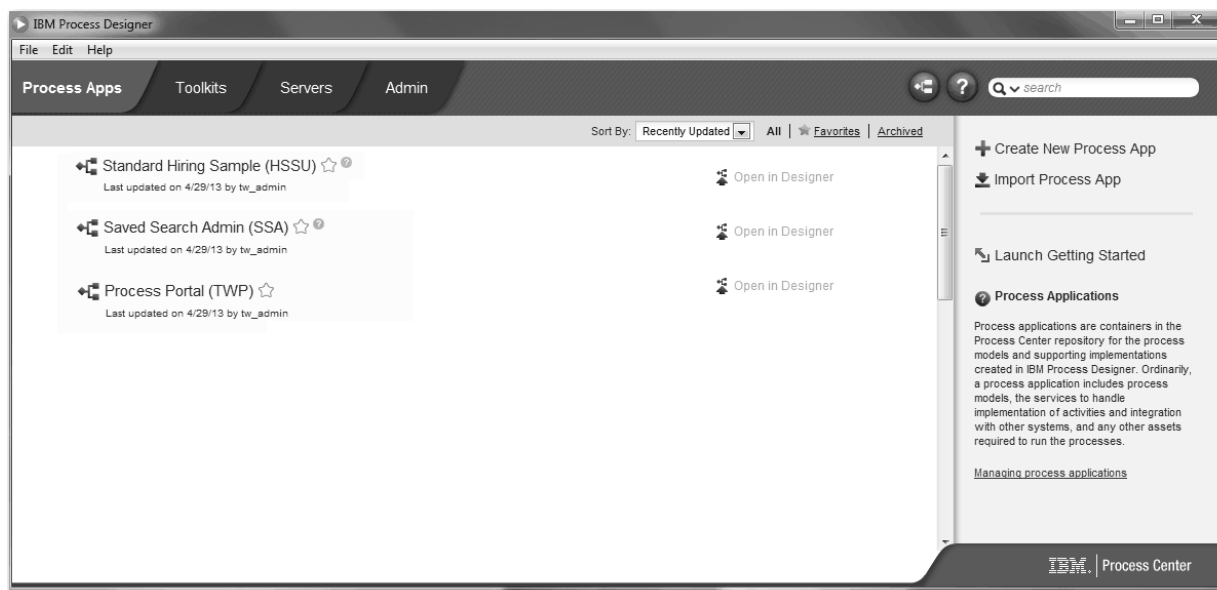 IBM Process Designer
File Edit Help
Process Apps Toolkits Servers Admin
? search
Sort By: Recently Updated All | Favorites | Archived
Standard Hiring Sample (HSSU) ?
Last updated on 4/29/13 by tw_admin
Open in Designer
Saved Search Admin (SSA) ?
Last updated on 4/29/13 by tw_admin
Open in Designer
Process Portal (TWP)
Last updated on 4/29/13 by tw_admin
Open in Designer
Create New Process App
Import Process App
Launch Getting Started
? Process Applications
Process applications are containers in the
Process Center repository for the process
models and supporting implementations
created in IBM Process Designer. Ordinarily,
a process application includes process
models, the services to handle
implementation of activities and integration
with other systems, and any other assets
required to run the processes.
Managing process applications
IBM. | Process Center